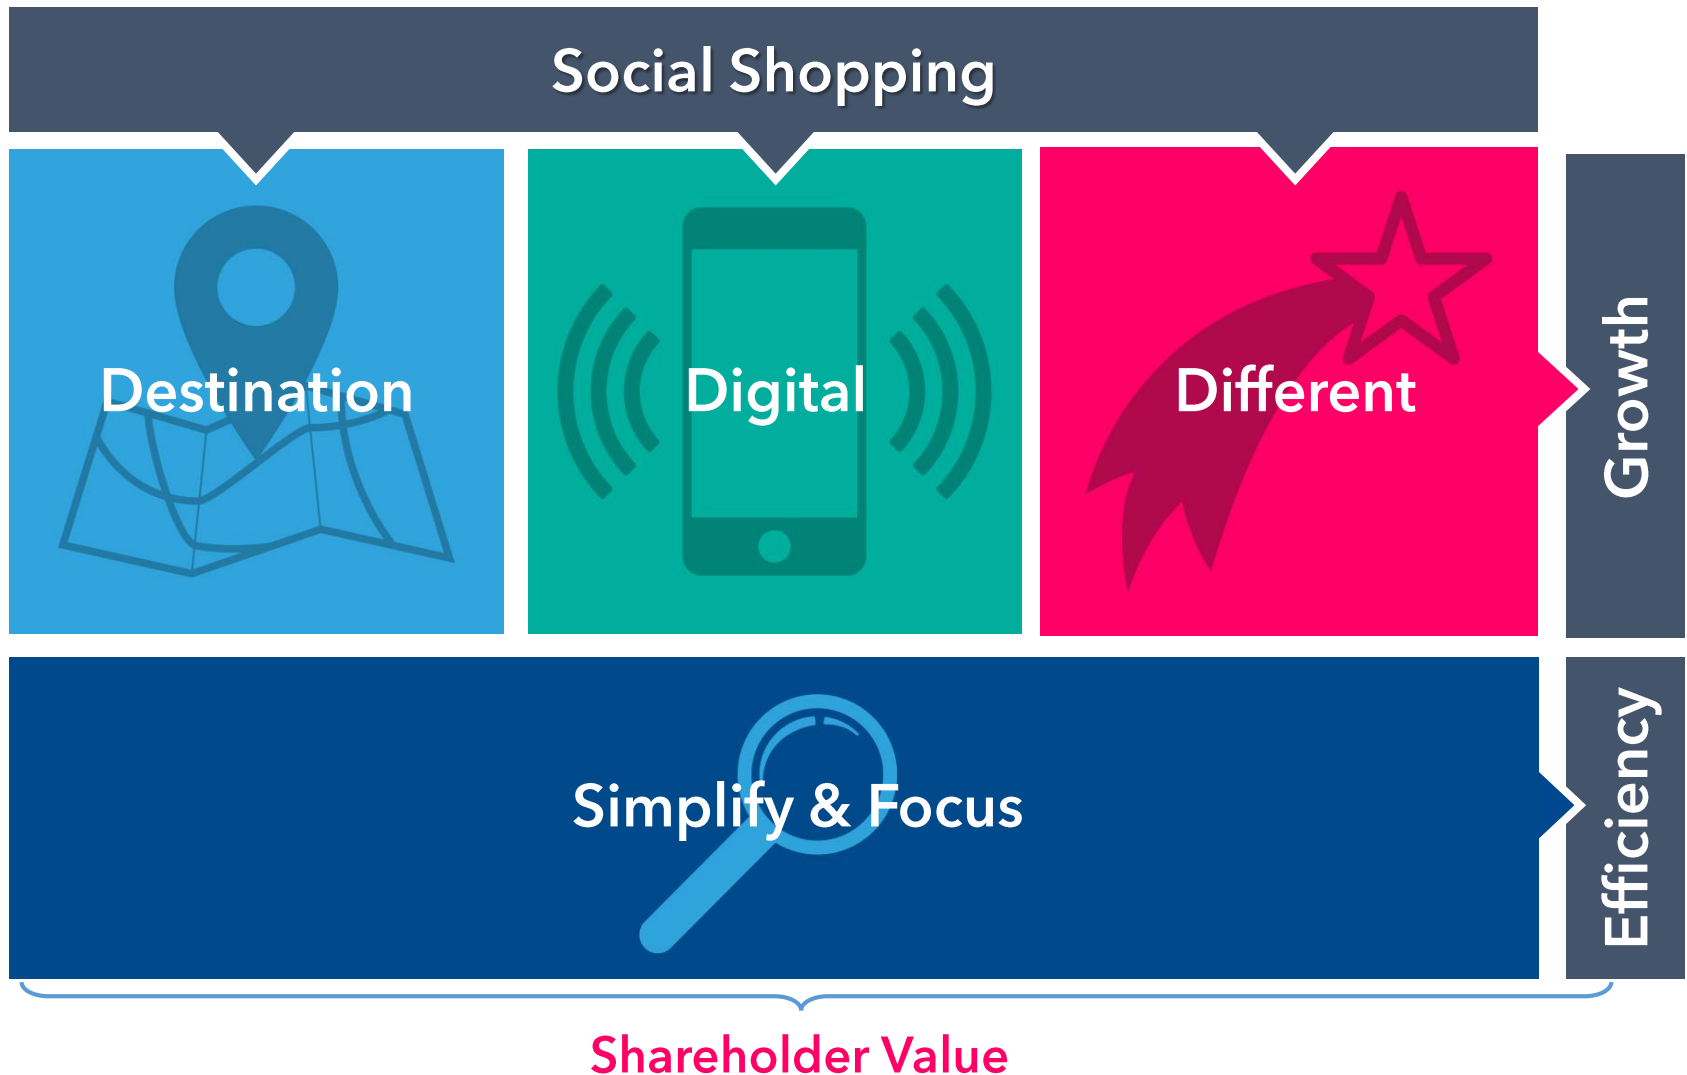 Social Shopping
Destination
Digital
Different
Growth
Simplify & Focus
Efficiency
Shareholder Value